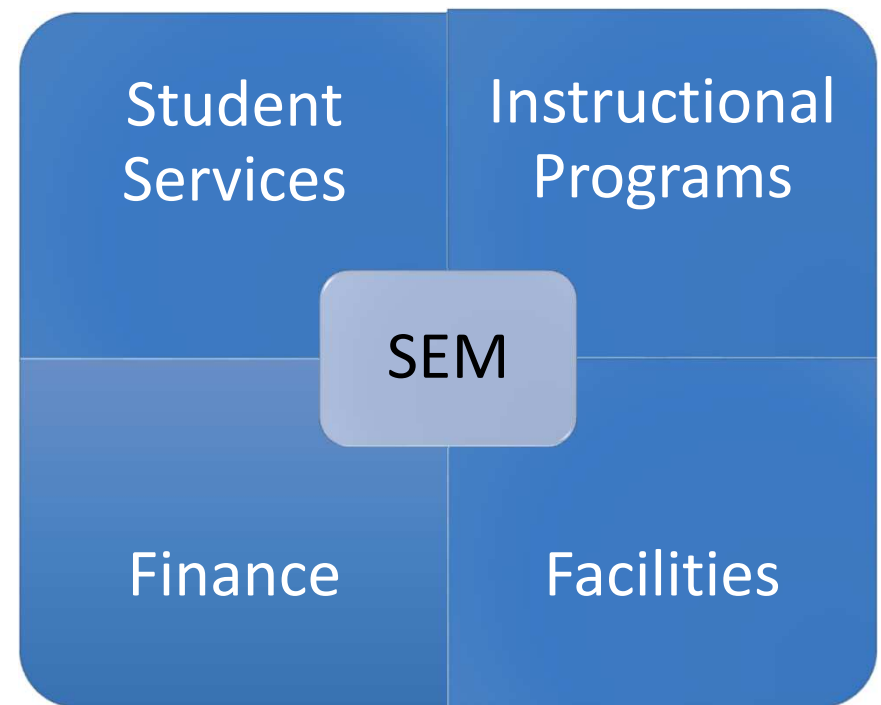 Student
Services
Instructional
Programs
SEM
Finance
Facilities